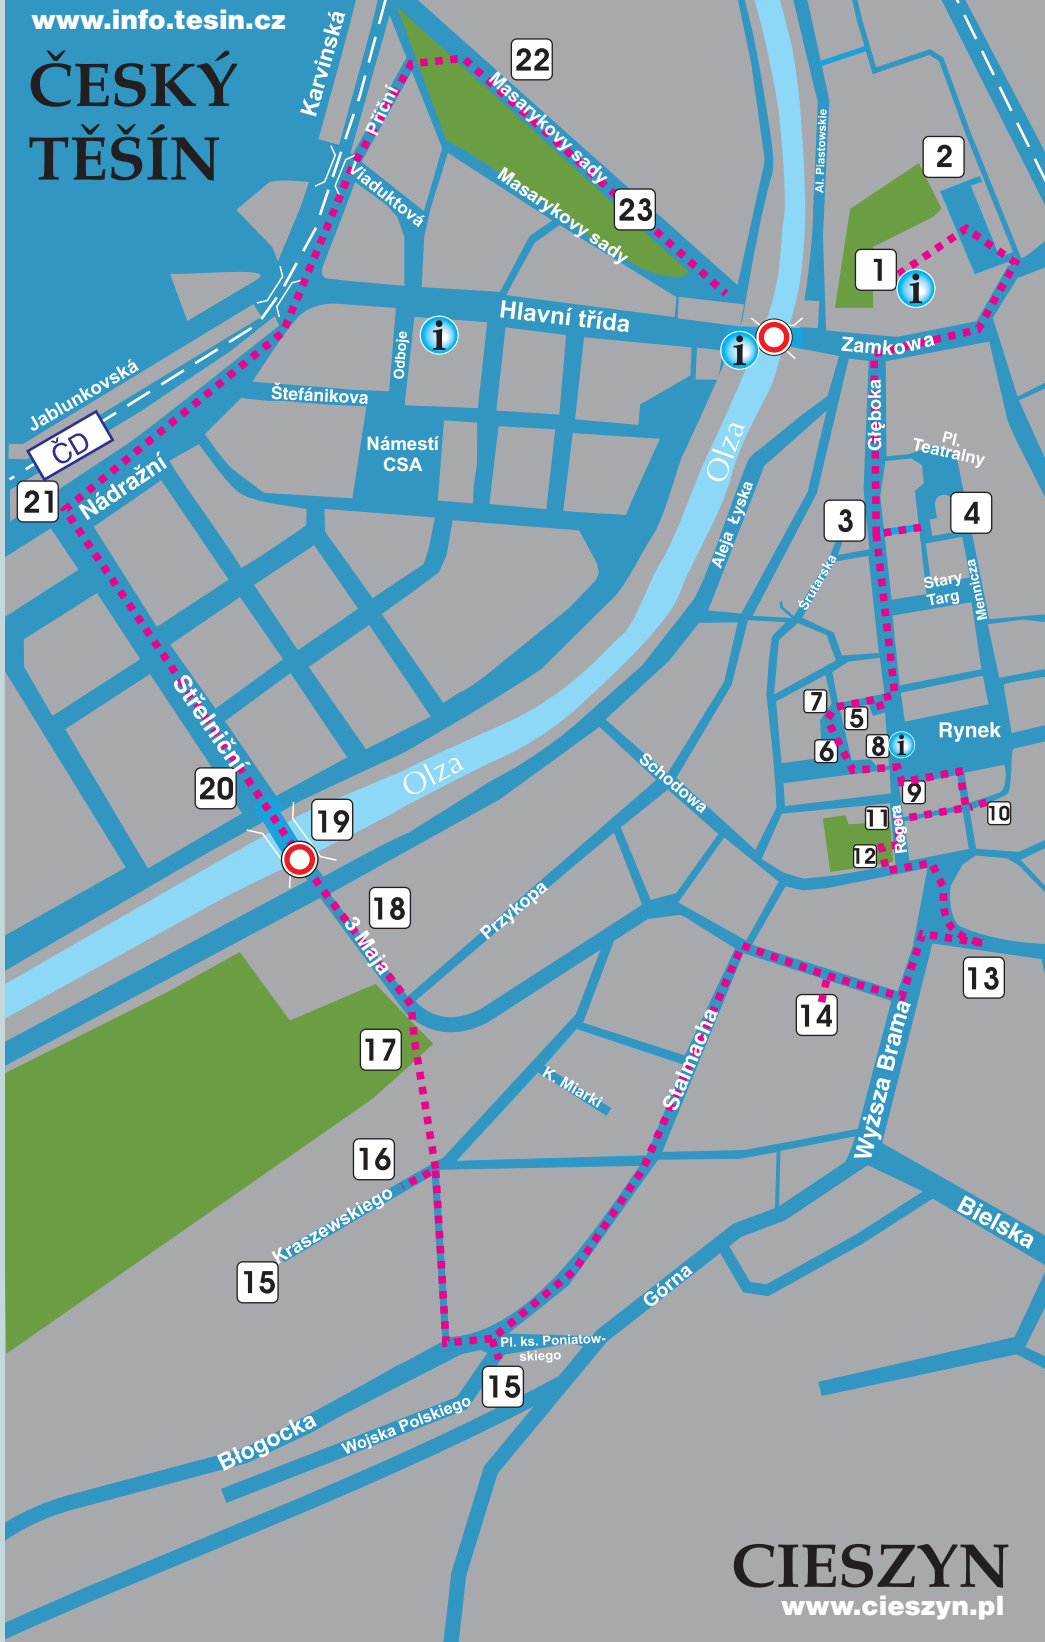 www.info.tesin.cz
ČESKÝ
TĚŠÍN
Karvinská
Příční
22
Masarykovy sady
Al. Piastowskie
2
Viaduktová
Masarykovy sady
23
1
i
Hlavní třída
i
Odboje
i
Zamkowa
Jablunkovská
Štefánikova
Głęboka
ČD
Námestí
CSA
Olza
Pl.
Teatralny
Nádražní
21
Aleja Łyska
3
4
Śrutarska
Stary
Targ
Mennicza
Střelniční
7
5
6
8
i
Rynek
Olza
Schodowa
20
9
19
11
Regera
10
12
18
Przykopa
3 Maja
13
14
17
Stalmacha
Wyższa Brama
K. Miarki
16
Kraszewskiego
Bielska
15
Górna
Pl. ks. Poniatow-
skiego
15
Wojska Polskiego
Błogocka
CIESZYN
www.cieszyn.pl